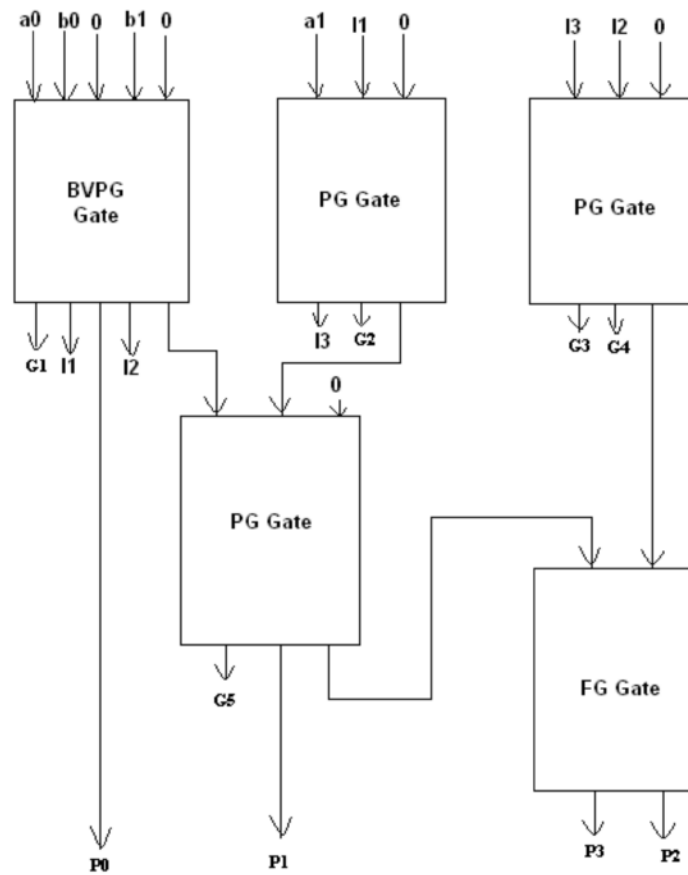 a0 b0 0 b1 0 a1 I1 0 I3 I2 0
BVPG
Gate
PG Gate
PG Gate
G1 I1 I2 I3 G2 G3 G4
0
PG Gate
FG Gate
G5
P0 P1 P3 P2